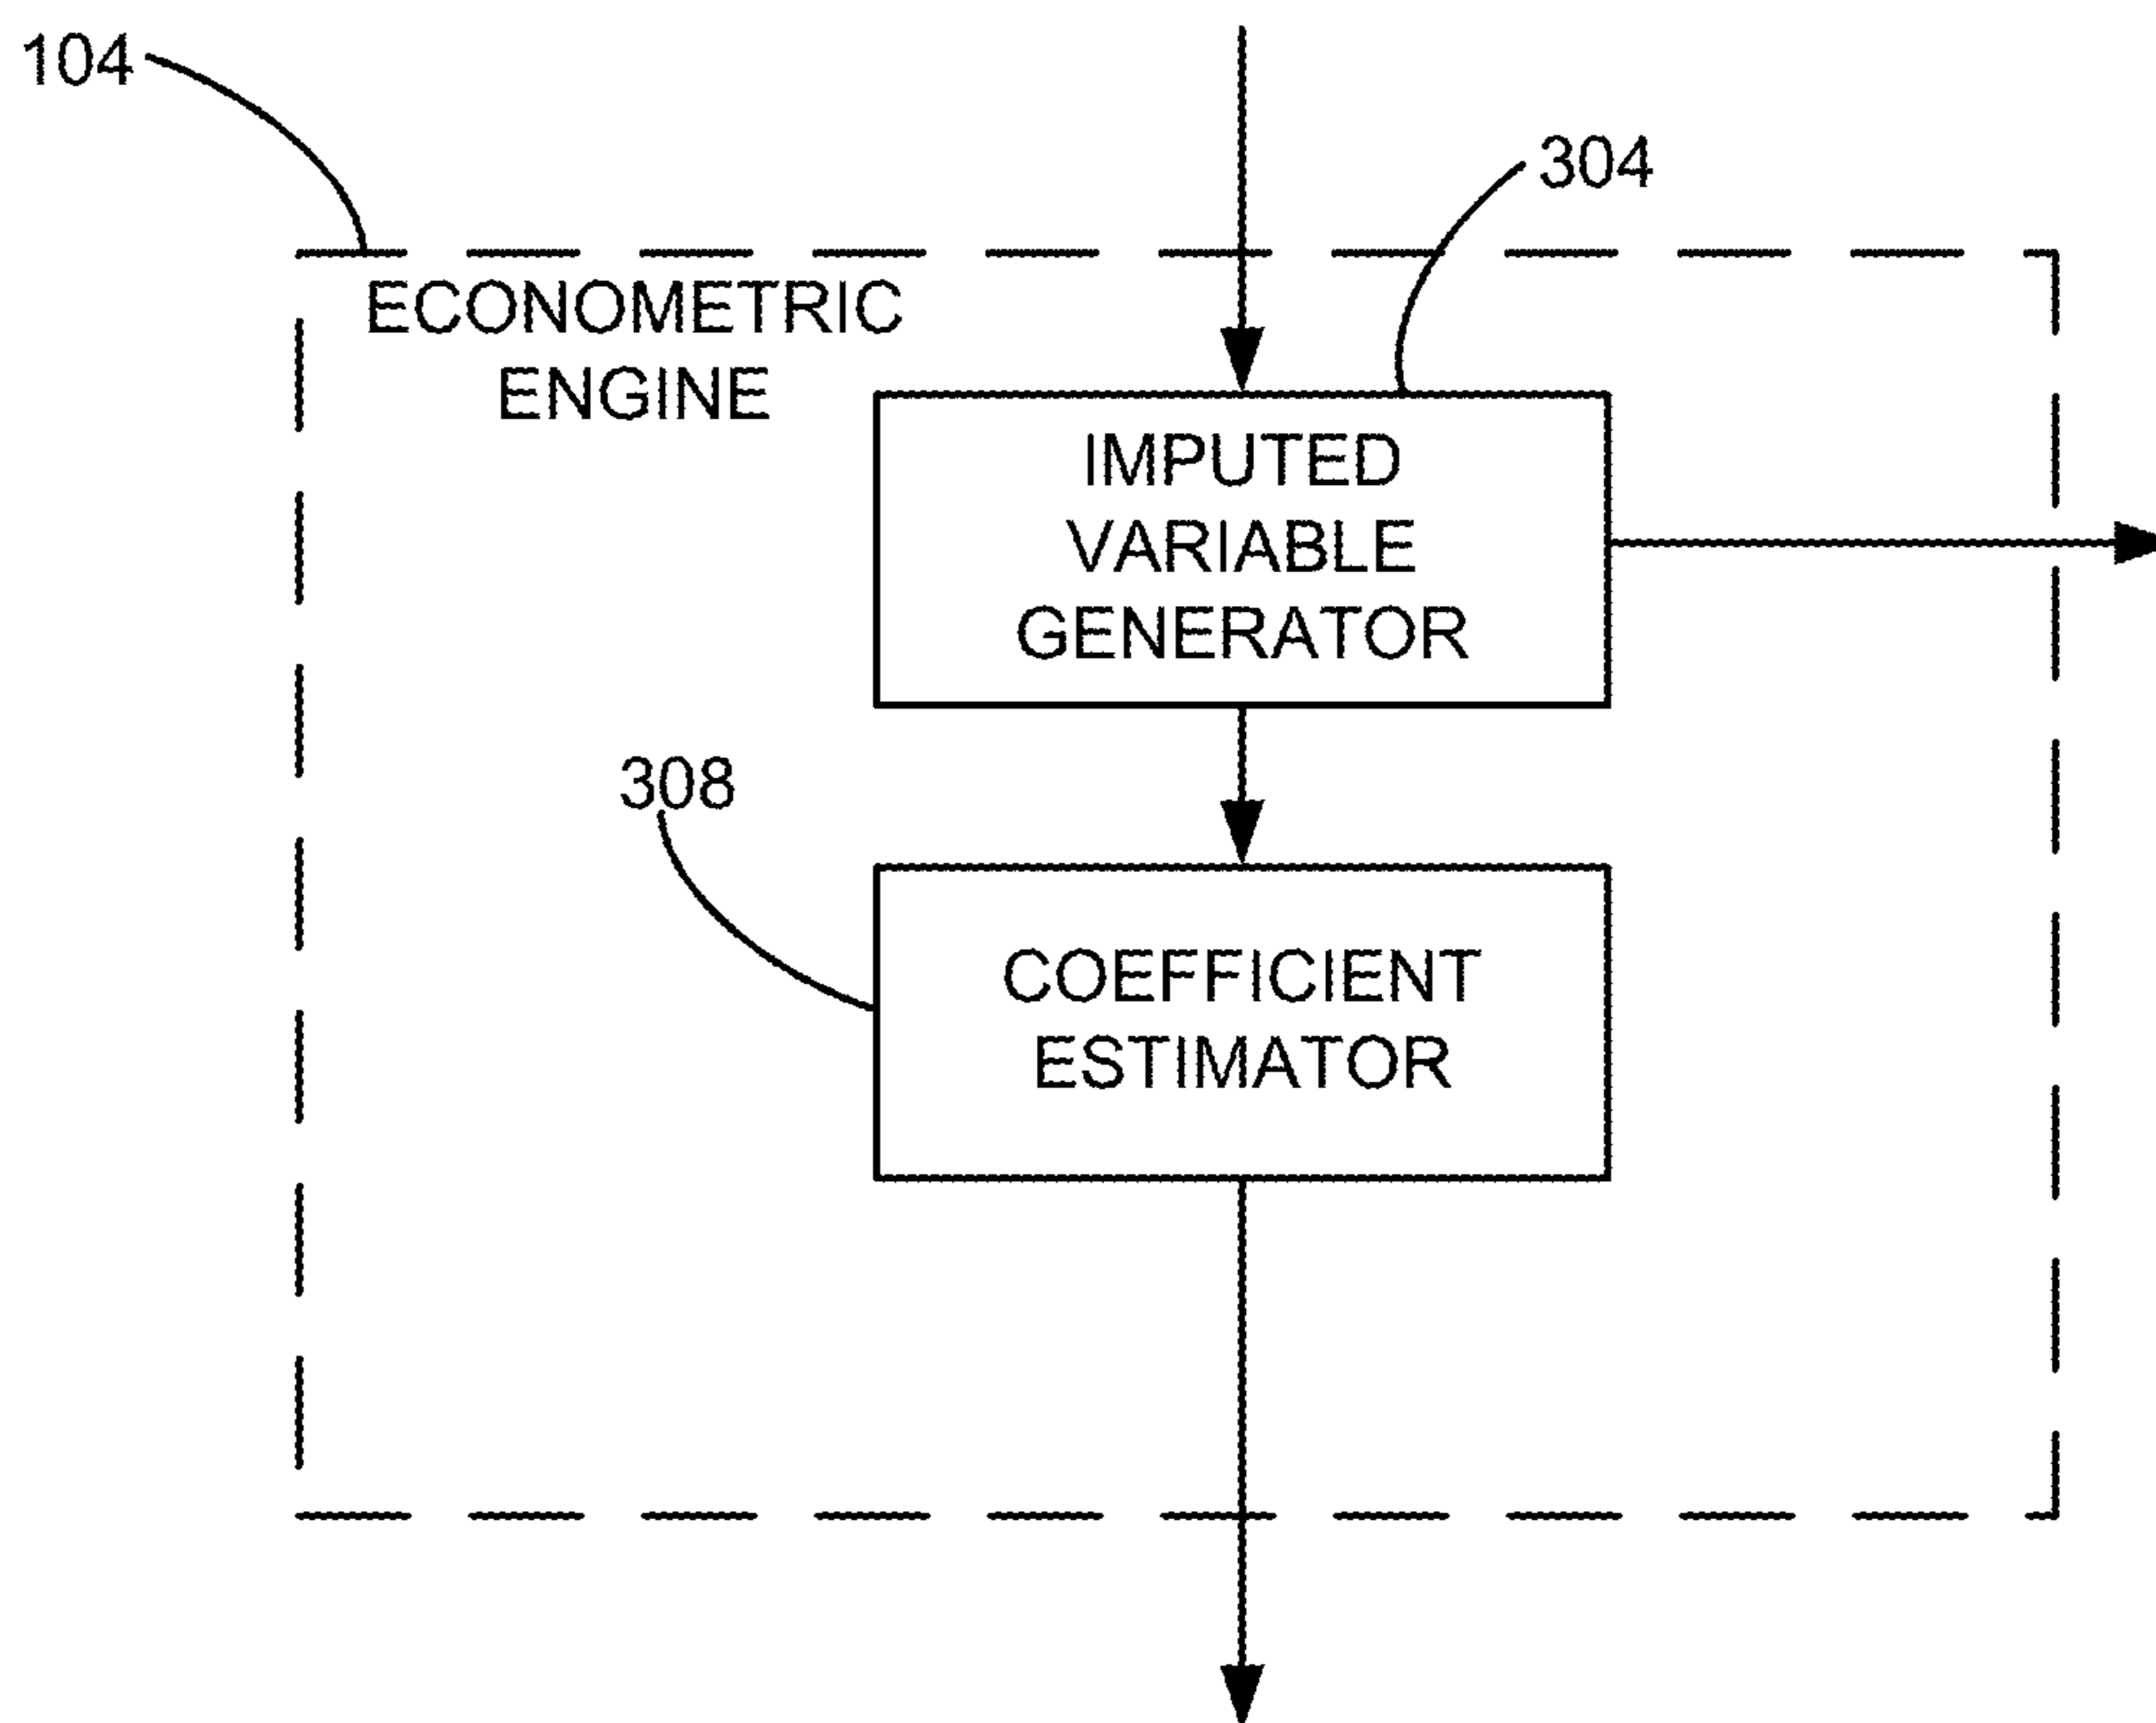 104
304
ECONOMETRIC
ENGINE
IMPUTED
VARIABLE
GENERATOR
308
COEFFICIENT
ESTIMATOR